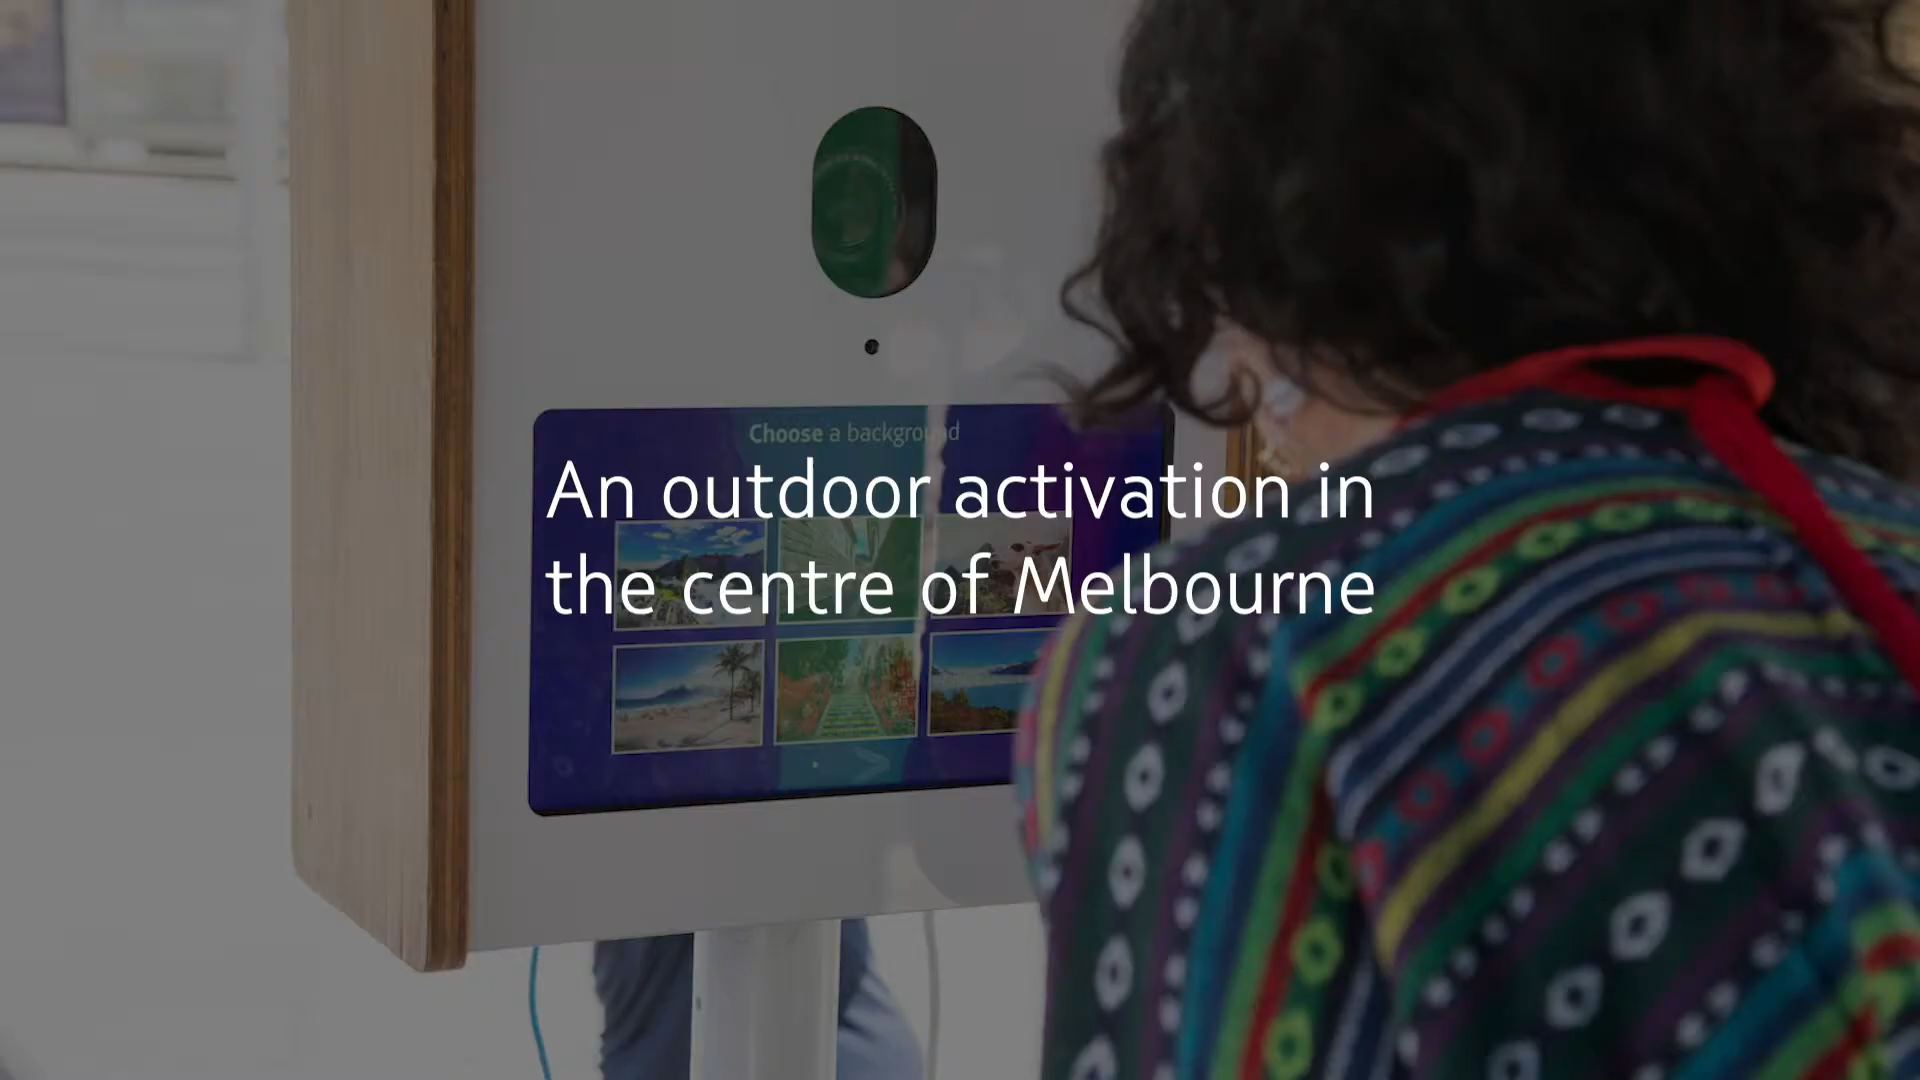 Choose a background
An outdoor activation in
the centre of Melbourne